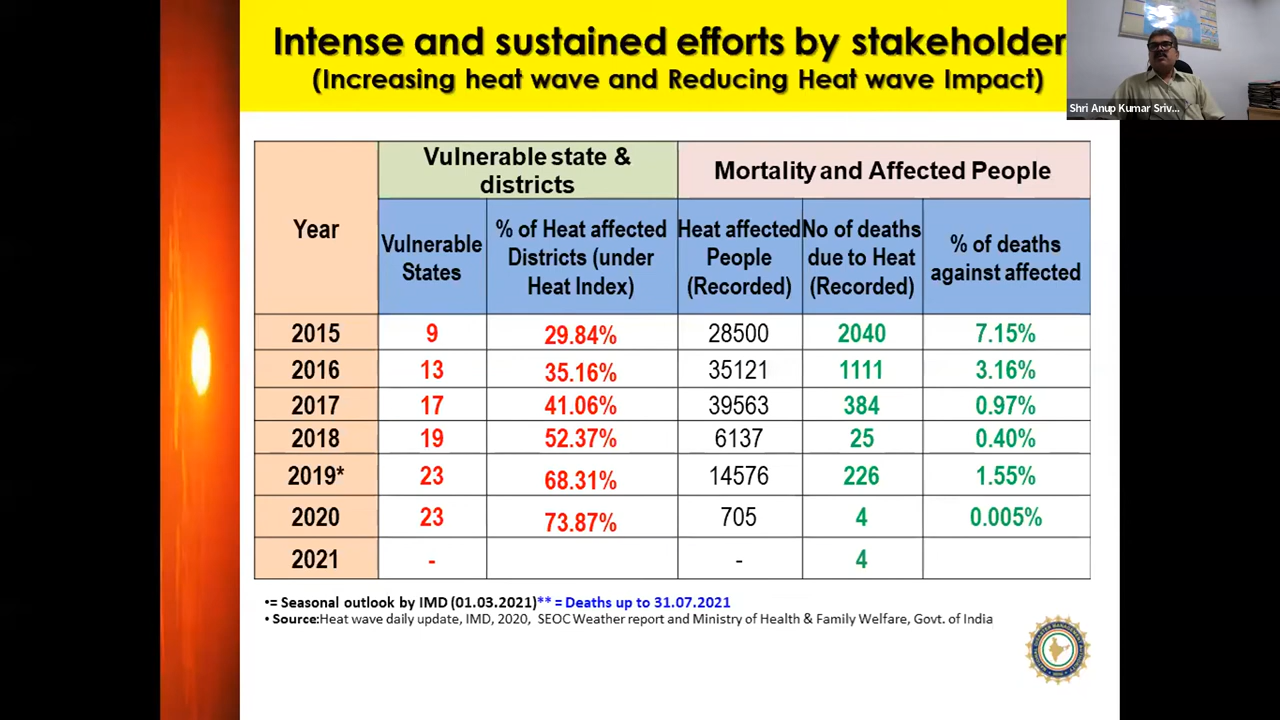 Intense and sustained efforts by stakeholder
(Increasing heat wave and Reducing Heat wave Impact)
Shri Anup Kumar Sriv...
Vulnerable state &
districts
Mortality and Affected People
Year
Vulnerable
States
% of Heat affected
Districts (under
Heat Index)
Heat affected
People
(Recorded)
No of deaths
due to Heat
(Recorded)
% of deaths
against affected
2015 9 29.84% 28500 2040 7.15%
2016 13 35.16% 35121 1111 3.16%
2017 17 41.06% 39563 384 0.97%
2018 19 52.37% 6137 25 0.40%
2019* 23 68.31% 14576 226 1.55%
2020 23 73.87% 705 4 0.005%
2021 - - 4
•= Seasonal outlook by IMD (01.03.2021)** = Deaths up to 31.07.2021
• Source:Heat wave daily update, IMD, 2020, SEOC Weather report and Ministry of Health & Family Welfare, Govt. of India